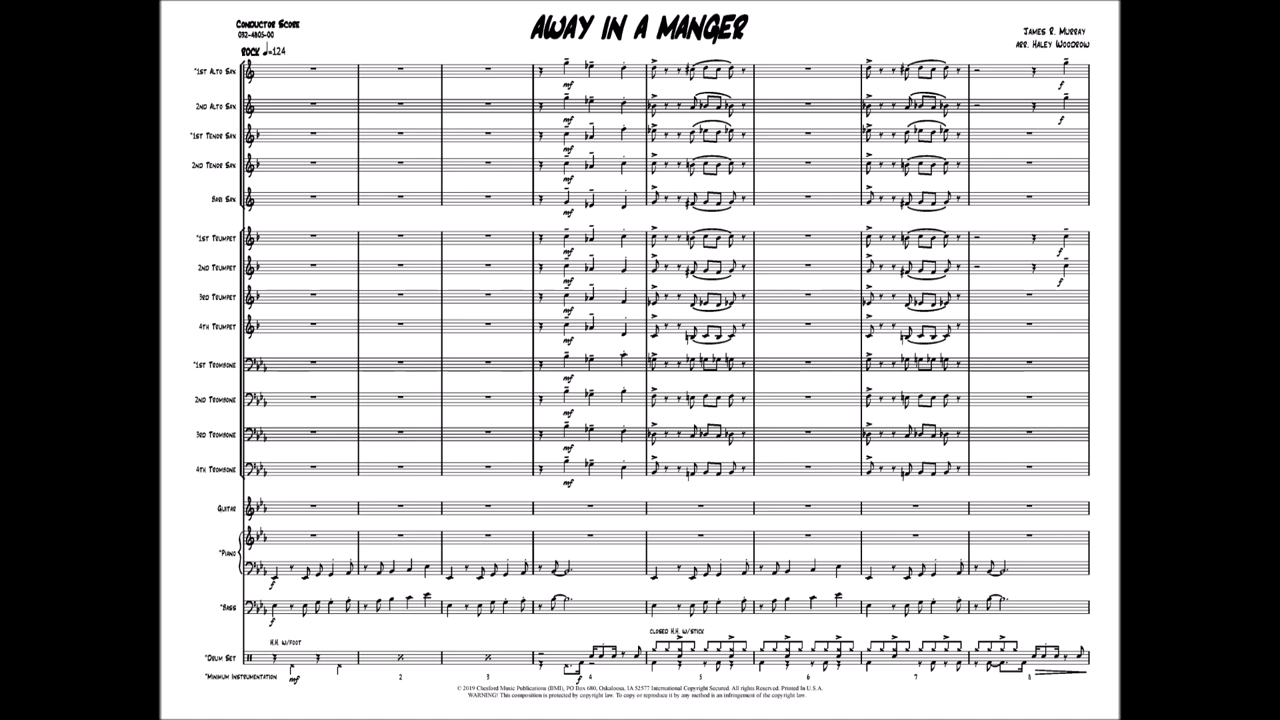 Conductor Score
032-4805-00
AWAY IN A MANGER
James R. Murray
arr. Haley Woodrow
Rock ♩=124
*1st Alto Sax
2nd Alto Sax
*1st Tenor Sax
2nd Tenor Sax
Bari Sax
*1st Trumpet
2nd Trumpet
3rd Trumpet
4th Trumpet
*1st Trombone
2nd Trombone
3rd Trombone
4th Trombone
Guitar
*Piano
*Bass
H.H. w/foot
closed H.H. w/stick
*Drum Set
*Minimum Instrumentation
mf 2 3 f 5 6 7 8
© 2019 Chesford Music Publications (BMI), PO Box 680, Oskaloosa, IA 52577 International Copyright Secured. All rights Reserved. Printed In U.S.A.
WARNING! This composition is protected by copyright law. To copy or reproduce it by any method is an infringement of the copyright law.